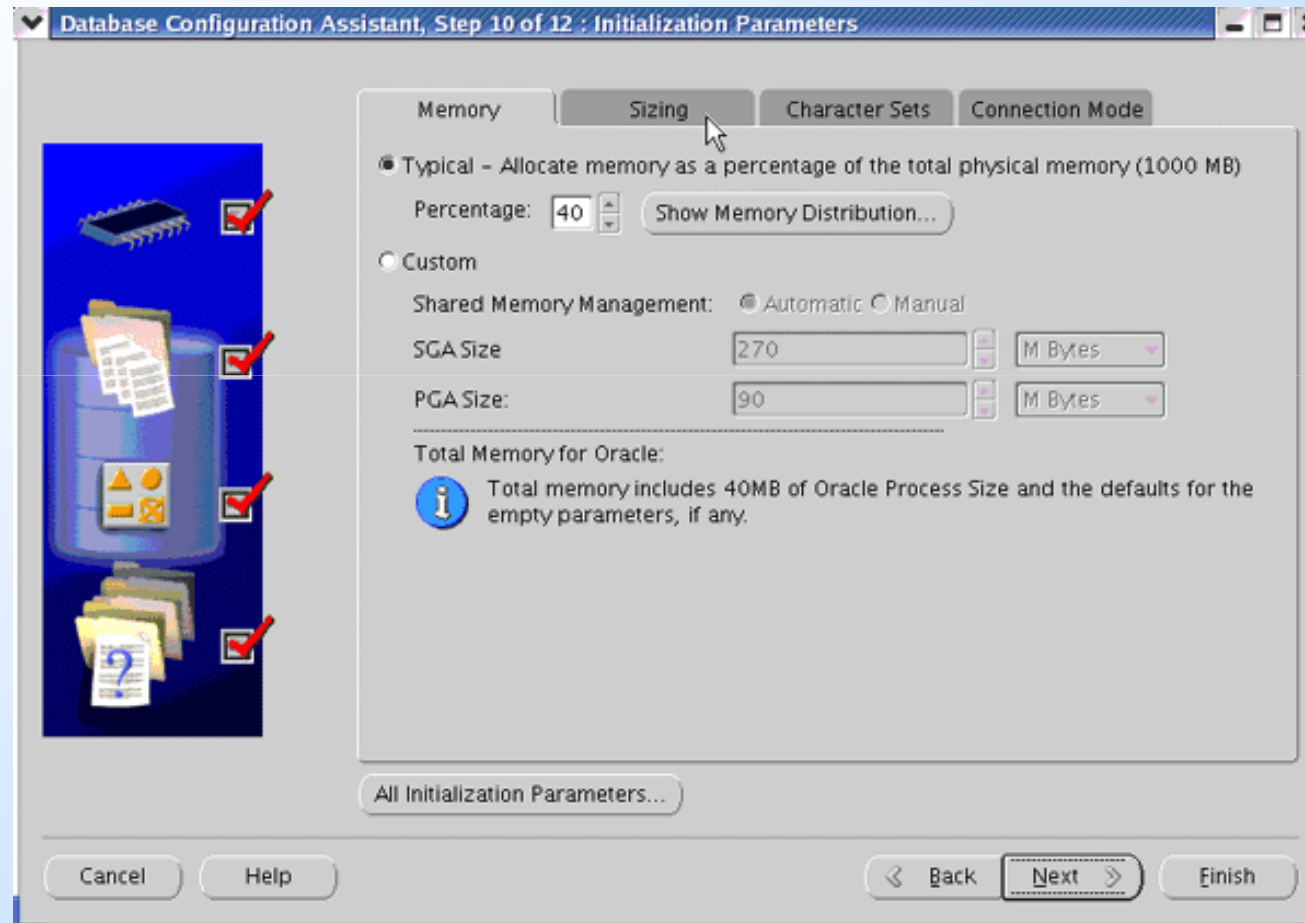 Database Configuration Assistant, Step 10 of 12 : Initialization Parameters
Memory Sizing Character Sets Connection Mode
Typical – Allocate memory as a percentage of the total physical memory (1000 MB)
Percentage: 40 Show Memory Distribution...
Custom
Shared Memory Management: Automatic Manual
SGA Size 270 M Bytes
PGA Size: 90 M Bytes
Total Memory for Oracle:
Total memory includes 40MB of Oracle Process Size and the defaults for the
empty parameters, if any.
?
All Initialization Parameters...
Cancel Help Back Next Finish